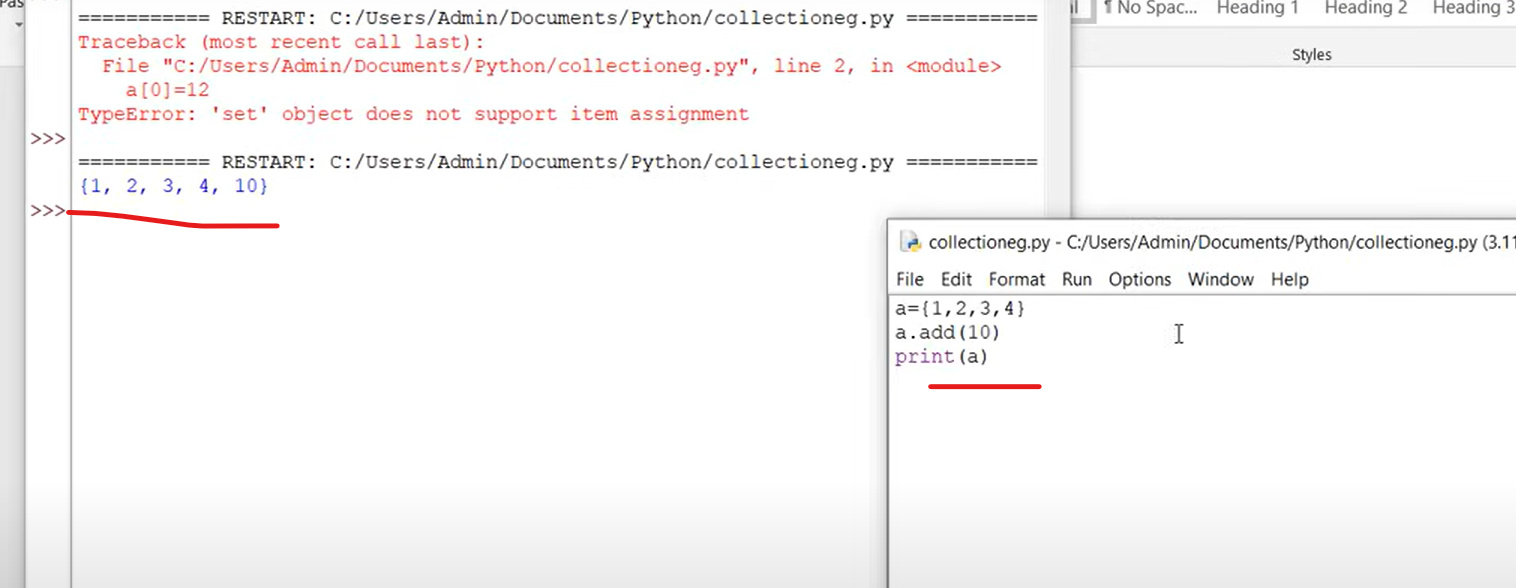 =========== RESTART: C:/Users/Admin/Documents/Python/collectioneg.py ===========
Traceback (most recent call last):
  File "C:/Users/Admin/Documents/Python/collectioneg.py", line 2, in <module>
    a[0]=12
TypeError: 'set' object does not support item assignment
>>>
=========== RESTART: C:/Users/Admin/Documents/Python/collectioneg.py ===========
{1, 2, 3, 4, 10}
>>>
¶ No Spac... Heading 1 Heading 2 Heading 3
Styles
collectioneg.py - C:/Users/Admin/Documents/Python/collectioneg.py (3.11
File Edit Format Run Options Window Help
a={1,2,3,4}
a.add(10)
print(a)